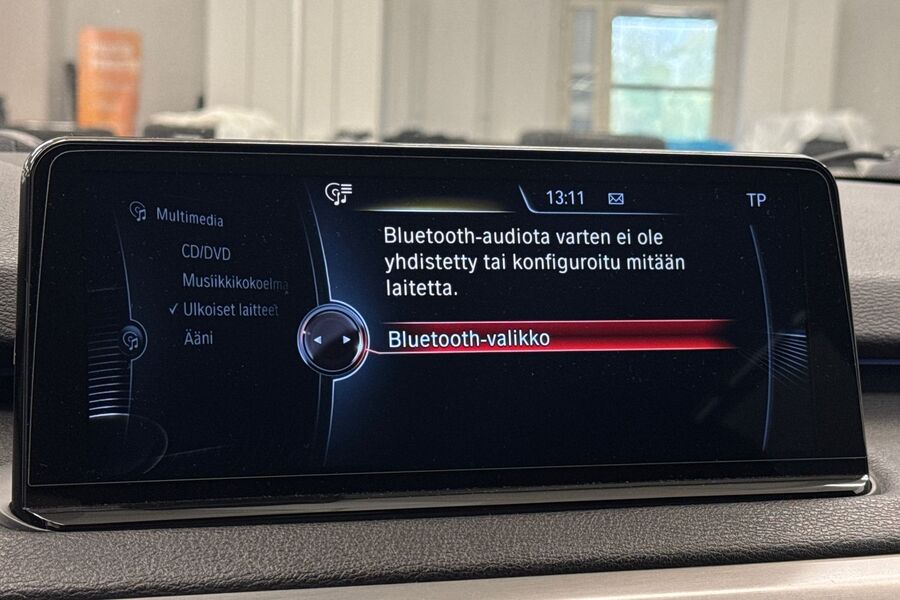 13:11
TP
Multimedia
CD/DVD
Musiikkikokoelma
✓ Ulkoiset laitteet
Ääni
Bluetooth-audiota varten ei ole
yhdistetty tai konfiguroitu mitään
laitetta.
Bluetooth-valikko